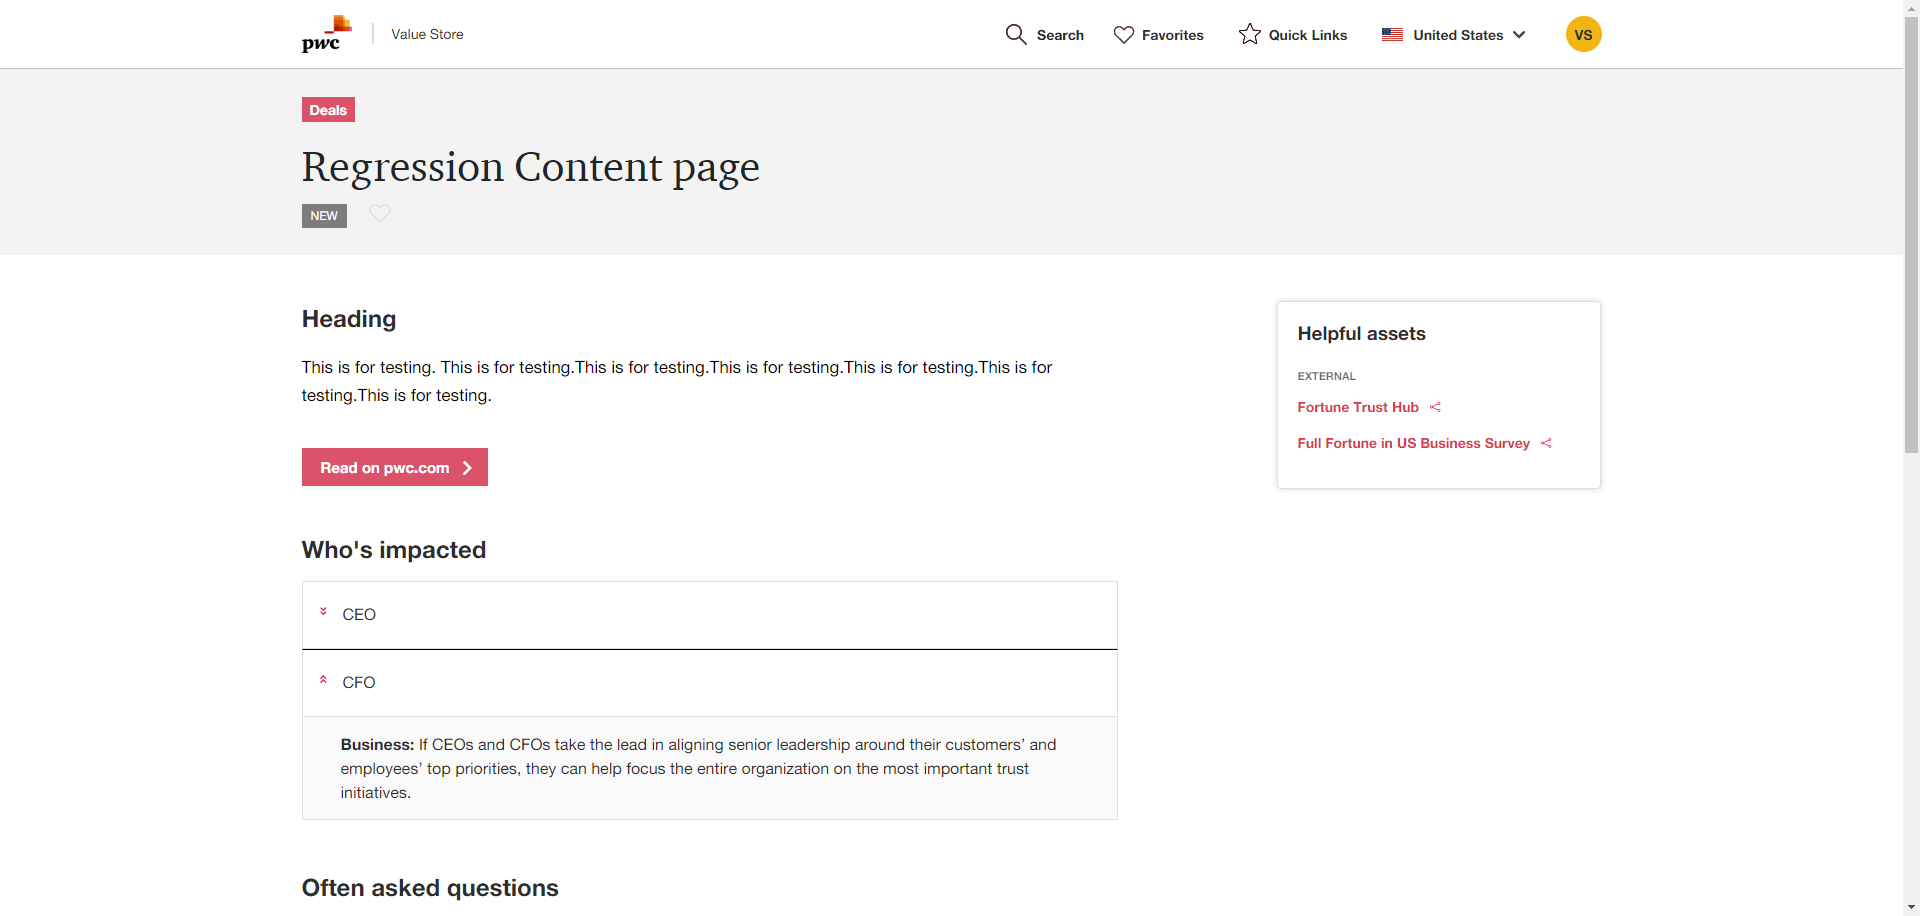 pwc
Value Store
Search
Favorites
Quick Links
United States
VS
Deals
Regression Content page
NEW
Heading
This is for testing. This is for testing.This is for testing.This is for testing.This is for testing.This is for
testing.This is for testing.
Read on pwc.com
Helpful assets
EXTERNAL
Fortune Trust Hub
Full Fortune in US Business Survey
Who's impacted
CEO
CFO
Business: If CEOs and CFOs take the lead in aligning senior leadership around their customers’ and
employees’ top priorities, they can help focus the entire organization on the most important trust
initiatives.
Often asked questions